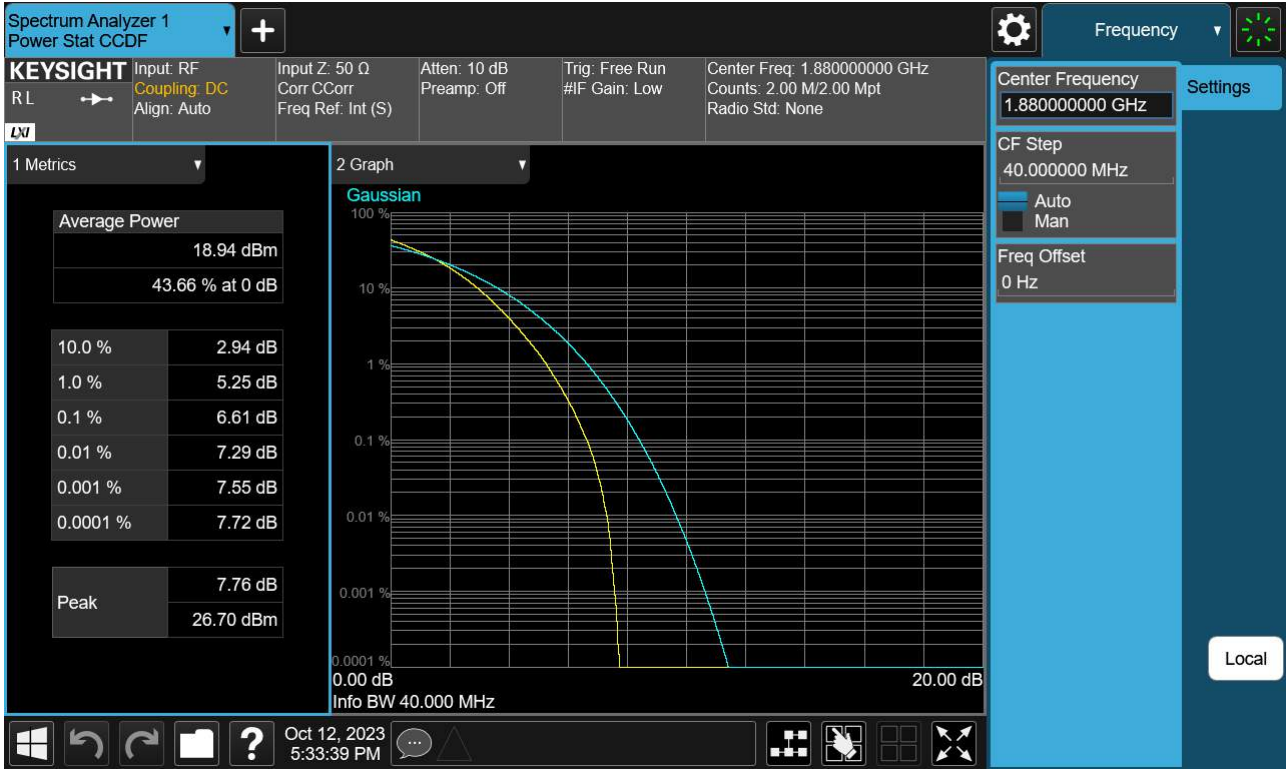 Spectrum Analyzer 1
Power Stat CCDF
+
Frequency
KEYSIGHT
RL
LXI
Input: RF
Coupling: DC
Align: Auto
Input Z: 50 Ω
Corr CCorr
Freq Ref: Int (S)
Atten: 10 dB
Preamp: Off
Trig: Free Run
#IF Gain: Low
Center Freq: 1.880000000 GHz
Counts: 2.00 M/2.00 Mpt
Radio Std: None
1 Metrics
Average Power
18.94 dBm
43.66 % at 0 dB
10.0 % 2.94 dB
1.0 % 5.25 dB
0.1 % 6.61 dB
0.01 % 7.29 dB
0.001 % 7.55 dB
0.0001 % 7.72 dB
Peak
7.76 dB
26.70 dBm
2 Graph
Gaussian
100 %
10 %
1 %
0.1 %
0.01 %
0.001 %
0.0001 %
0.00 dB 20.00 dB
Info BW 40.000 MHz
Center Frequency
1.880000000 GHz
Settings
CF Step
40.000000 MHz
Auto
Man
Freq Offset
0 Hz
Local
?
Oct 12, 2023
5:33:39 PM